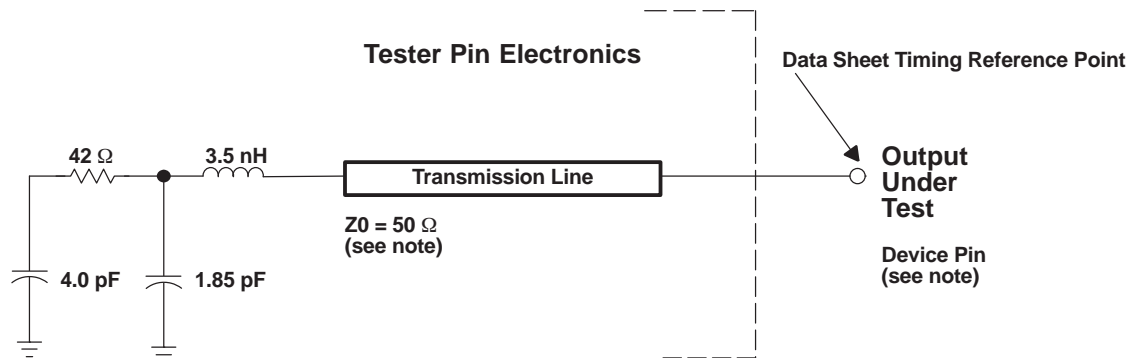 Tester Pin Electronics
Data Sheet Timing Reference Point
42 Ω
3.5 nH
Transmission Line
Output
Under
Test
Z0 = 50 Ω
(see note)
Device Pin
(see note)
4.0 pF
1.85 pF